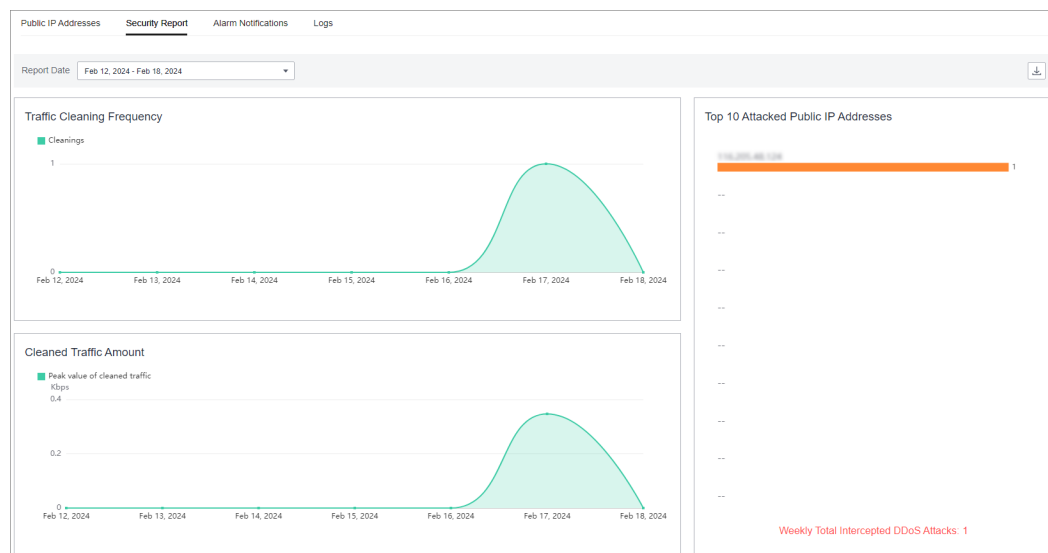 Public IP Addresses Security Report Alarm Notifications Logs
Report Date Feb 12, 2024 - Feb 18, 2024
Traffic Cleaning Frequency
Cleanings
1
0
Feb 12, 2024 Feb 13, 2024 Feb 14, 2024 Feb 15, 2024 Feb 16, 2024 Feb 17, 2024 Feb 18, 2024
Cleaned Traffic Amount
Peak value of cleaned traffic
Kbps
0.4
0.2
0
Feb 12, 2024 Feb 13, 2024 Feb 14, 2024 Feb 15, 2024 Feb 16, 2024 Feb 17, 2024 Feb 18, 2024
Top 10 Attacked Public IP Addresses
1
--
--
--
--
--
--
--
--
--
Weekly Total Intercepted DDoS Attacks: 1